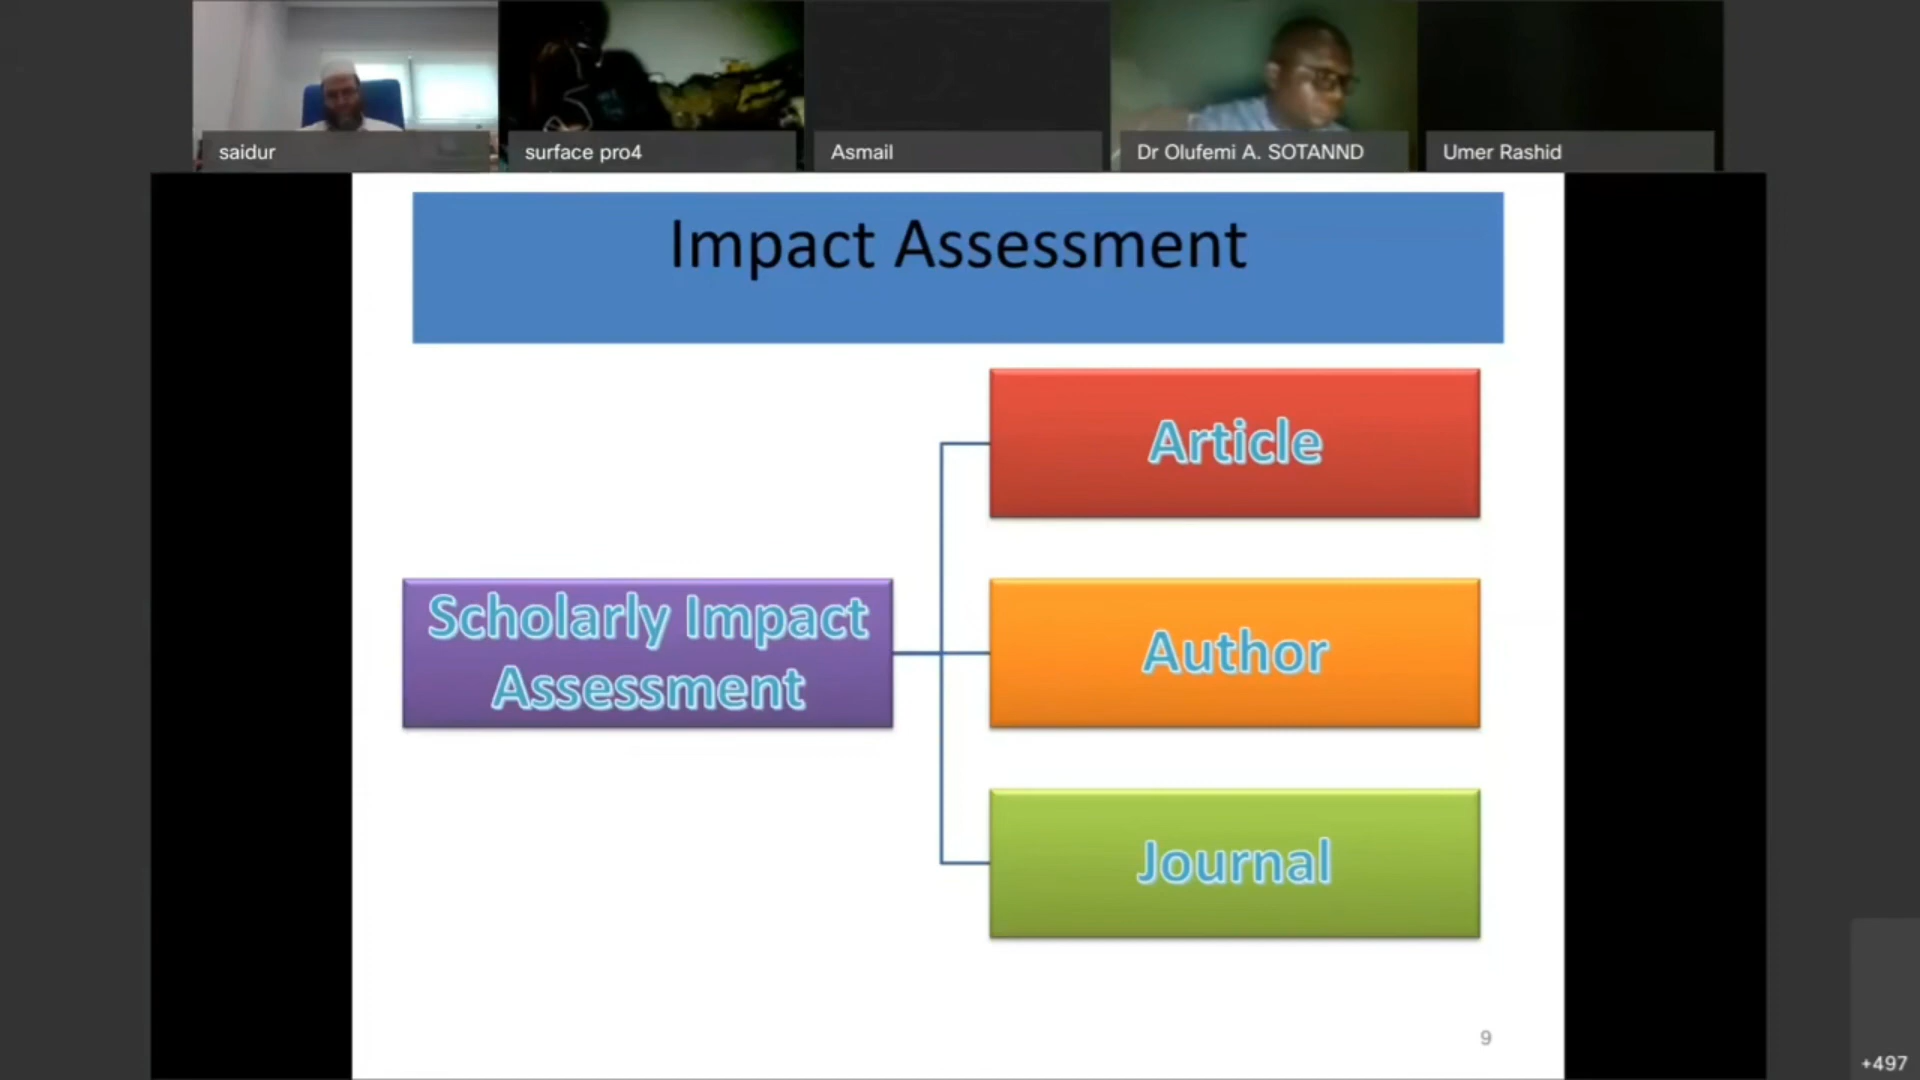 saidur
surface pro4
Asmail
Dr Olufemi A. SOTANND
Umer Rashid
Impact Assessment
Article
Scholarly Impact
Assessment
Author
Journal
9
+497